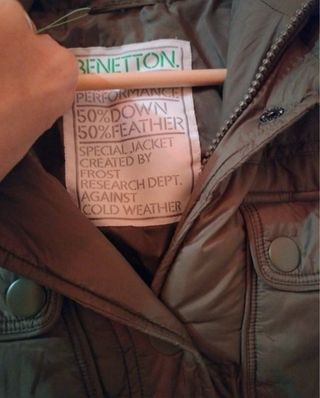 BENETTON.
PERFORMANCE
50%DOWN
50%FEATHER
SPECIAL JACKET
CREATED BY
FROST
RESEARCH DEPT.
AGAINST
COLD WEATHER